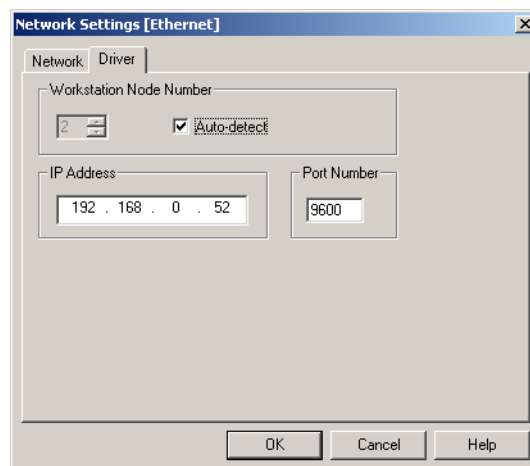 Network Settings [Ethernet]
Network Driver
Workstation Node Number
2 Auto-detect
IP Address Port Number
192 . 168 . 0 . 52 9600
OK Cancel Help